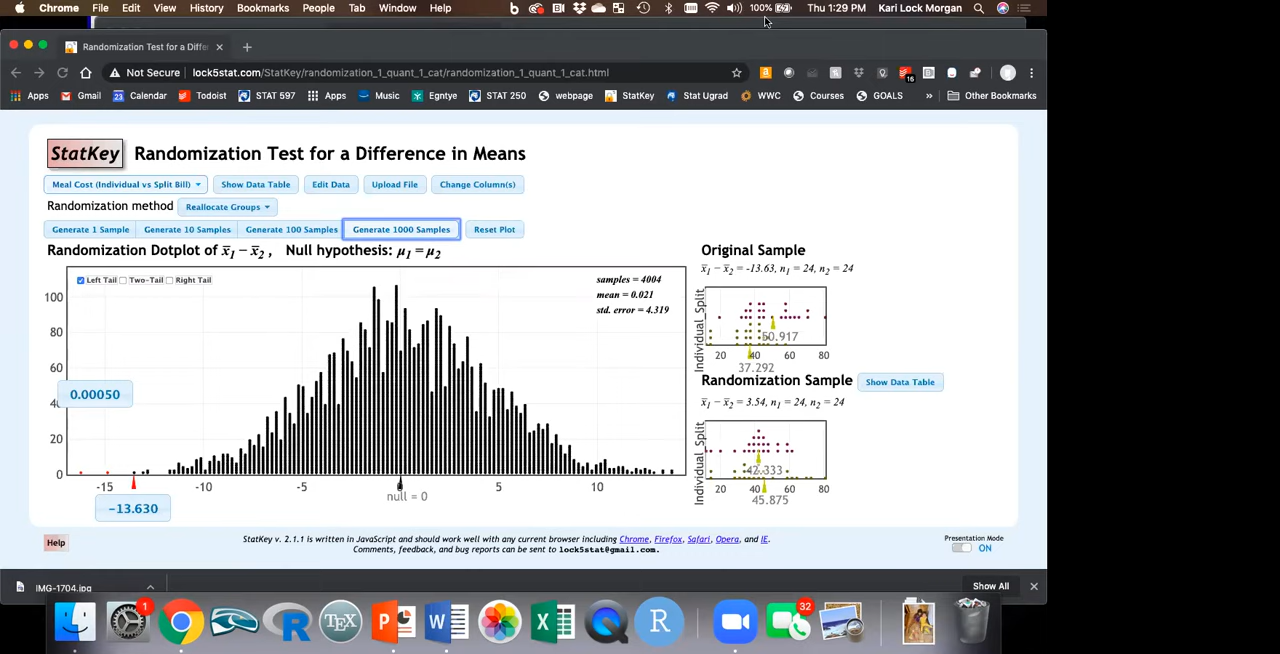 Chrome File Edit View History Bookmarks People Tab Window Help 100% Thu 1:29 PM Kari Lock Morgan
Randomization Test for a Diffe
Not Secure lock5stat.com/StatKey/randomization_1_quant_1_cat/randomization_1_quant_1_cat.html 16
Apps Gmail 23 Calendar Todoist STAT 597 Apps Music Egntye STAT 250 webpage StatKey Stat Ugrad WWC Courses GOALS » Other Bookmarks
StatKey Randomization Test for a Difference in Means
Meal Cost (Individual vs Split Bill) Show Data Table Edit Data Upload File Change Column(s)
Randomization method Reallocate Groups
Generate 1 Sample Generate 10 Samples Generate 100 Samples Generate 1000 Samples Reset Plot
Randomization Dotplot of x̄₁ − x̄₂ , Null hypothesis: μ₁ = μ₂
Left Tail Two-Tail Right Tail
samples = 4004
mean = 0.021
std. error = 4.319
100
80
60
40
20
0
0.00050
-15 -10 -5 0 5 10
null = 0
−13.630
Original Sample
x̄₁ − x̄₂ = -13.63, n₁ = 24, n₂ = 24
Individual_Split
50.917
20 40 60 80
37.292
Randomization Sample Show Data Table
x̄₁ − x̄₂ = 3.54, n₁ = 24, n₂ = 24
Individual_Split
42.333
20 40 60 80
45.875
Help
StatKey v. 2.1.1 is written in JavaScript and should work well with any current browser including Chrome, Firefox, Safari, Opera, and IE.
Comments, feedback, and bug reports can be sent to lock5stat@gmail.com.
Presentation Mode
ON
IMG-1704.jpg Show All
1 32
R TEX P W X R